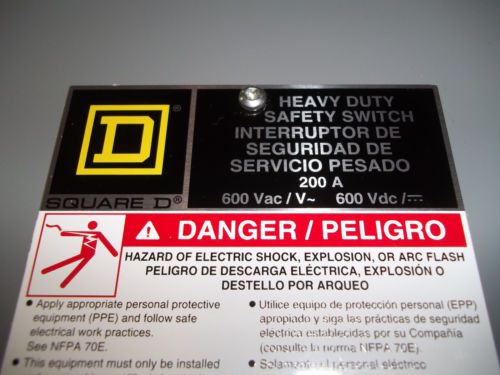 HEAVY DUTY
SAFETY SWITCH
INTERRUPTOR DE
SEGURIDAD DE
SERVICIO PESADO
200 A
600 Vac / V~ 600 Vdc / ⎓
D
SQUARE D®
DANGER / PELIGRO
HAZARD OF ELECTRIC SHOCK, EXPLOSION, OR ARC FLASH
PELIGRO DE DESCARGA ELÉCTRICA, EXPLOSIÓN O
DESTELLO POR ARQUEO
• Apply appropriate personal protective
equipment (PPE) and follow safe
electrical work practices.
See NFPA 70E.
• This equipment must only be installed
• Utilice equipo de protección personal (EPP)
apropiado y siga las prácticas de seguridad
eléctrica establecidas por su Compañía
(consulte la norma NFPA 70E).
• Solamente el personal eléctrico